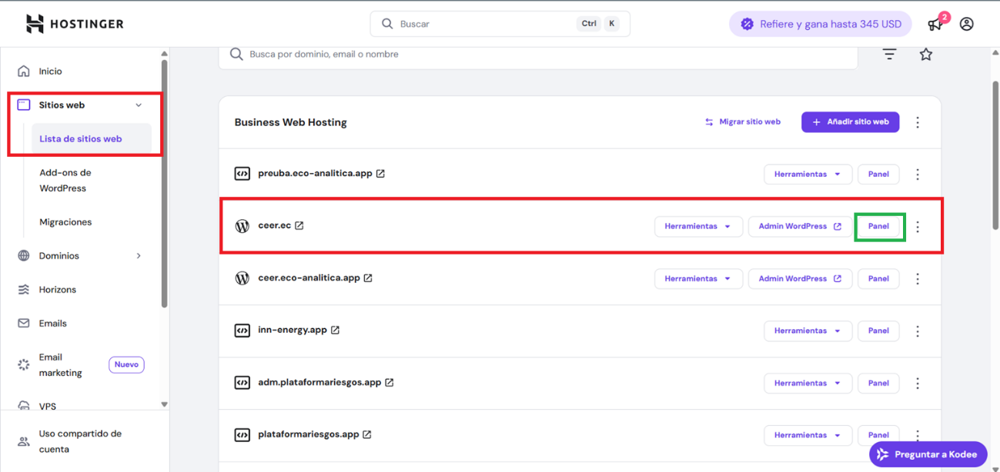 HOSTINGER
Buscar
Ctrl K
Refiere y gana hasta 345 USD
2
Inicio
Sitios web
Lista de sitios web
Add-ons de
WordPress
Migraciones
Dominios
Horizons
Emails
Email
marketing
Nuevo
VPS
Uso compartido de
cuenta
Busca por dominio, email o nombre
Business Web Hosting
Migrar sitio web
+ Añadir sitio web
preuba.eco-analitica.app
Herramientas
Panel
ceer.ec
Herramientas
Admin WordPress
Panel
ceer.eco-analitica.app
Herramientas
Admin WordPress
Panel
inn-energy.app
Herramientas
Panel
adm.plataformariesgos.app
Herramientas
Panel
plataformariesgos.app
Herramientas
Panel
Preguntar a Kodee